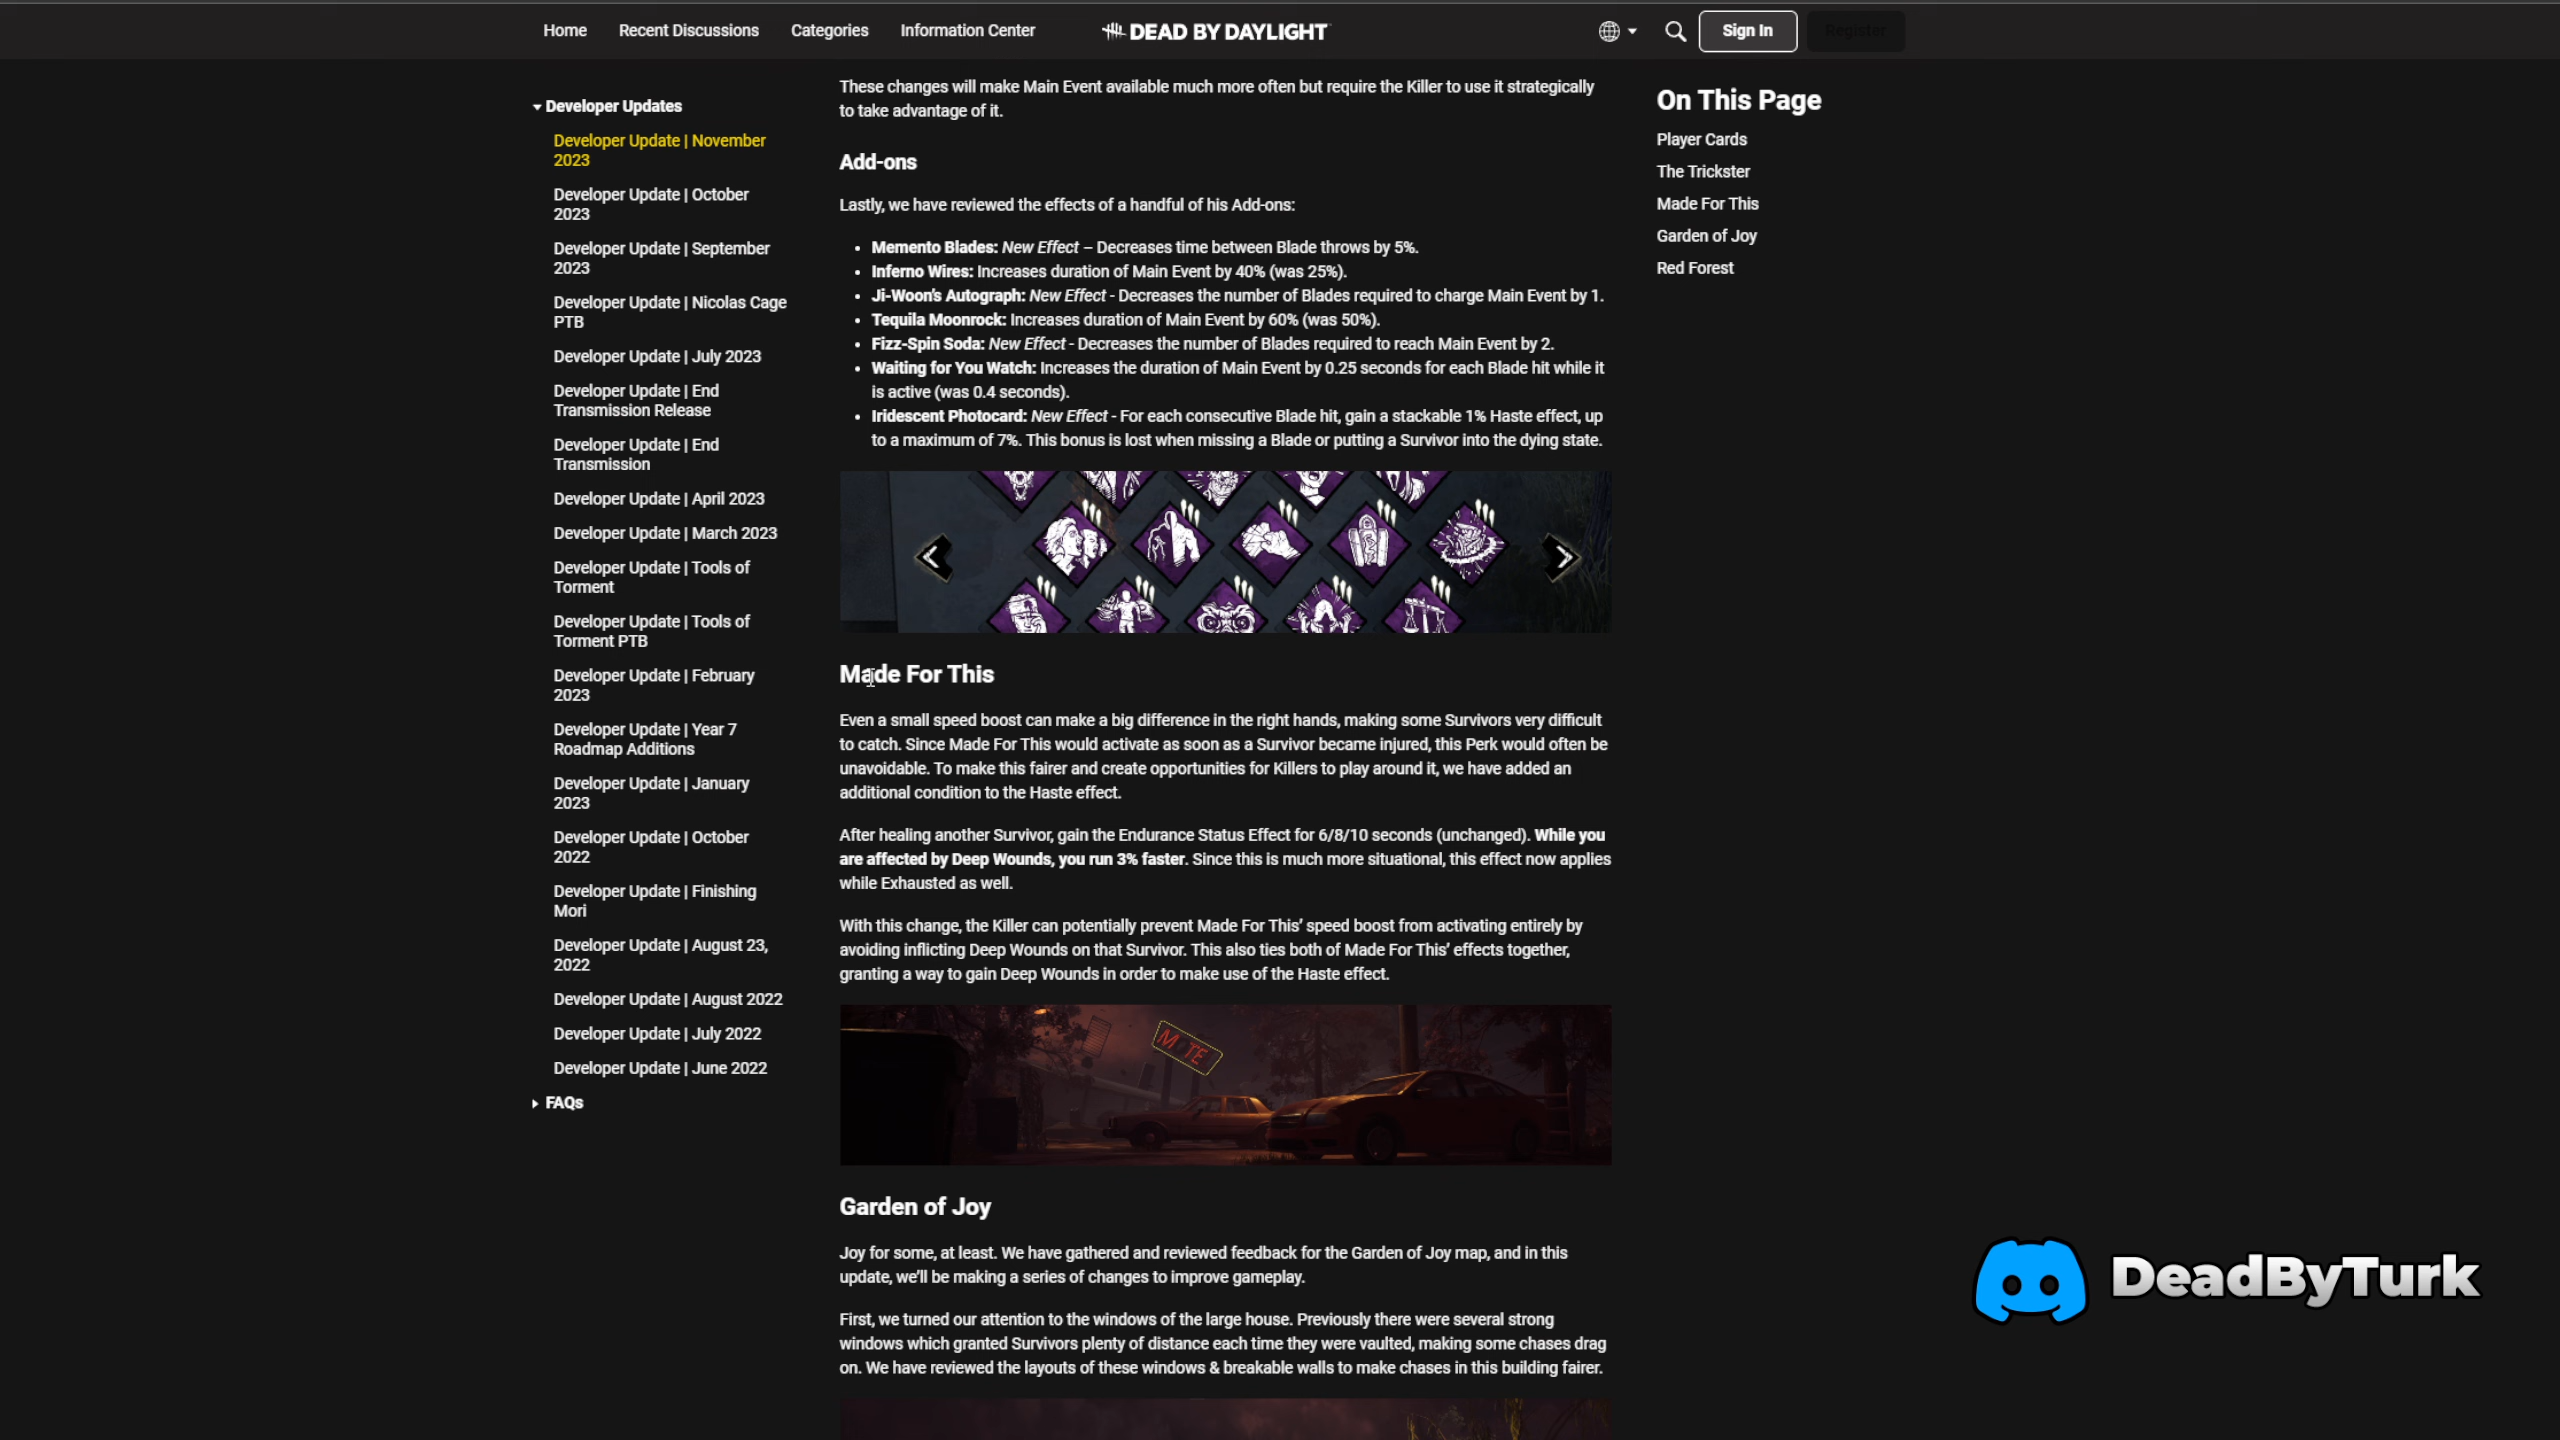 Home
Recent Discussions
Categories
Information Center
DEAD BY DAYLIGHT
Sign In
Register
Developer Updates
Developer Update | November
2023
Developer Update | October
2023
Developer Update | September
2023
Developer Update | Nicolas Cage
PTB
Developer Update | July 2023
Developer Update | End
Transmission Release
Developer Update | End
Transmission
Developer Update | April 2023
Developer Update | March 2023
Developer Update | Tools of
Torment
Developer Update | Tools of
Torment PTB
Developer Update | February
2023
Developer Update | Year 7
Roadmap Additions
Developer Update | January
2023
Developer Update | October
2022
Developer Update | Finishing
Mori
Developer Update | August 23,
2022
Developer Update | August 2022
Developer Update | July 2022
Developer Update | June 2022
FAQs
These changes will make Main Event available much more often but require the Killer to use it strategically
to take advantage of it.
Add-ons
Lastly, we have reviewed the effects of a handful of his Add-ons:
• Memento Blades: New Effect – Decreases time between Blade throws by 5%.
• Inferno Wires: Increases duration of Main Event by 40% (was 25%).
• Ji-Woon's Autograph: New Effect - Decreases the number of Blades required to charge Main Event by 1.
• Tequila Moonrock: Increases duration of Main Event by 60% (was 50%).
• Fizz-Spin Soda: New Effect - Decreases the number of Blades required to reach Main Event by 2.
• Waiting for You Watch: Increases the duration of Main Event by 0.25 seconds for each Blade hit while it
is active (was 0.4 seconds).
• Iridescent Photocard: New Effect - For each consecutive Blade hit, gain a stackable 1% Haste effect, up
to a maximum of 7%. This bonus is lost when missing a Blade or putting a Survivor into the dying state.
Made For This
Even a small speed boost can make a big difference in the right hands, making some Survivors very difficult
to catch. Since Made For This would activate as soon as a Survivor became injured, this Perk would often be
unavoidable. To make this fairer and create opportunities for Killers to play around it, we have added an
additional condition to the Haste effect.
After healing another Survivor, gain the Endurance Status Effect for 6/8/10 seconds (unchanged). While you
are affected by Deep Wounds, you run 3% faster. Since this is much more situational, this effect now applies
while Exhausted as well.
With this change, the Killer can potentially prevent Made For This' speed boost from activating entirely by
avoiding inflicting Deep Wounds on that Survivor. This also ties both of Made For This' effects together,
granting a way to gain Deep Wounds in order to make use of the Haste effect.
M TE
Garden of Joy
Joy for some, at least. We have gathered and reviewed feedback for the Garden of Joy map, and in this
update, we'll be making a series of changes to improve gameplay.
First, we turned our attention to the windows of the large house. Previously there were several strong
windows which granted Survivors plenty of distance each time they were vaulted, making some chases drag
on. We have reviewed the layouts of these windows & breakable walls to make chases in this building fairer.
On This Page
Player Cards
The Trickster
Made For This
Garden of Joy
Red Forest
DeadByTurk